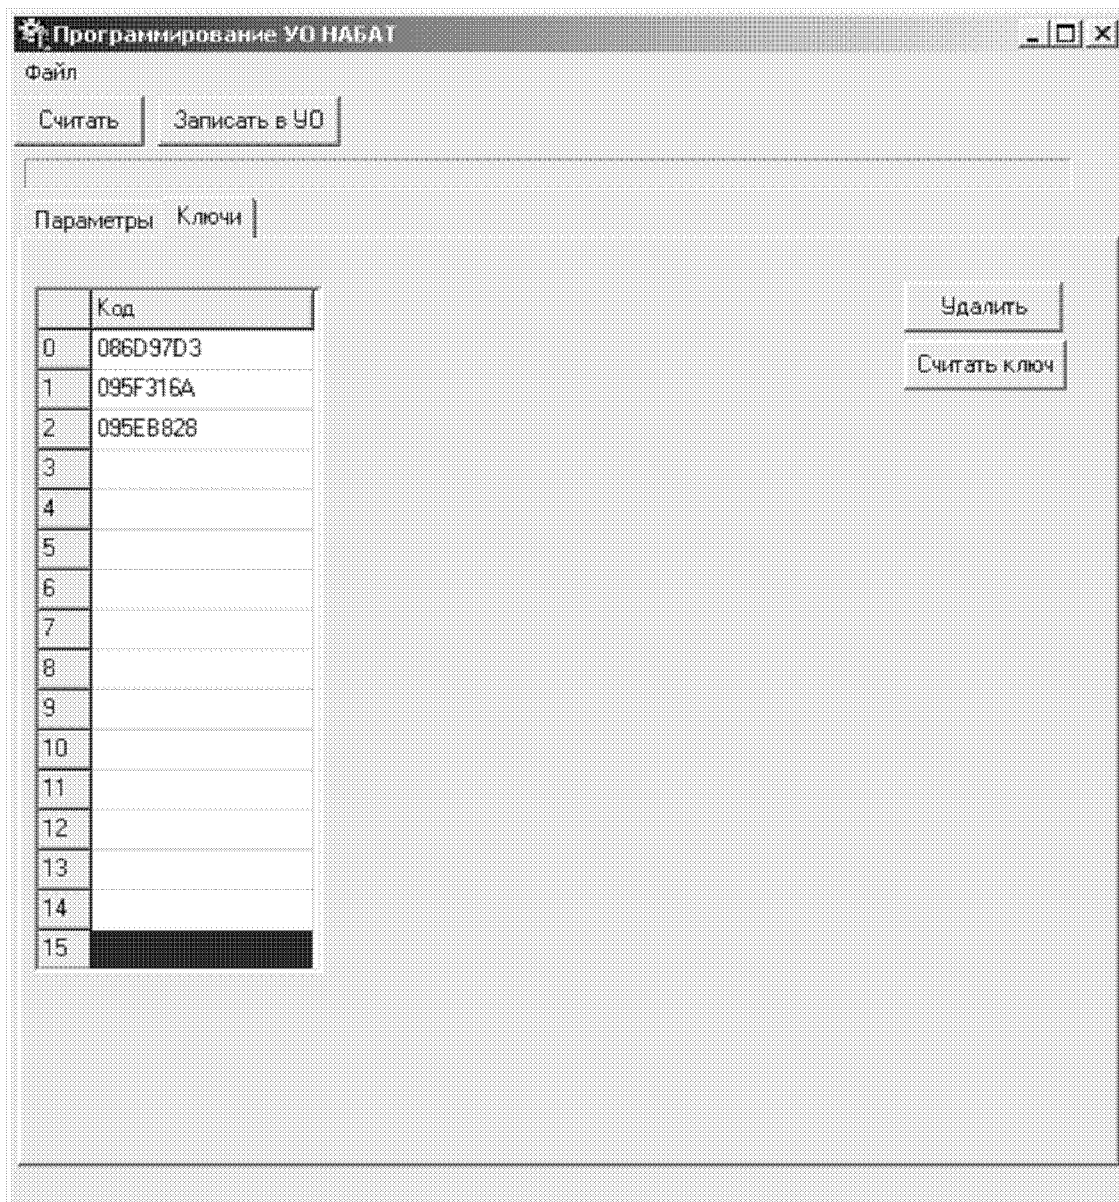 Программирование УО НАБАТ
Файл
Считать Записать в УО
Параметры Ключи
Код
0 086D97D3
1 095F316A
2 095EB828
3
4
5
6
7
8
9
10
11
12
13
14
15
Удалить
Считать ключ